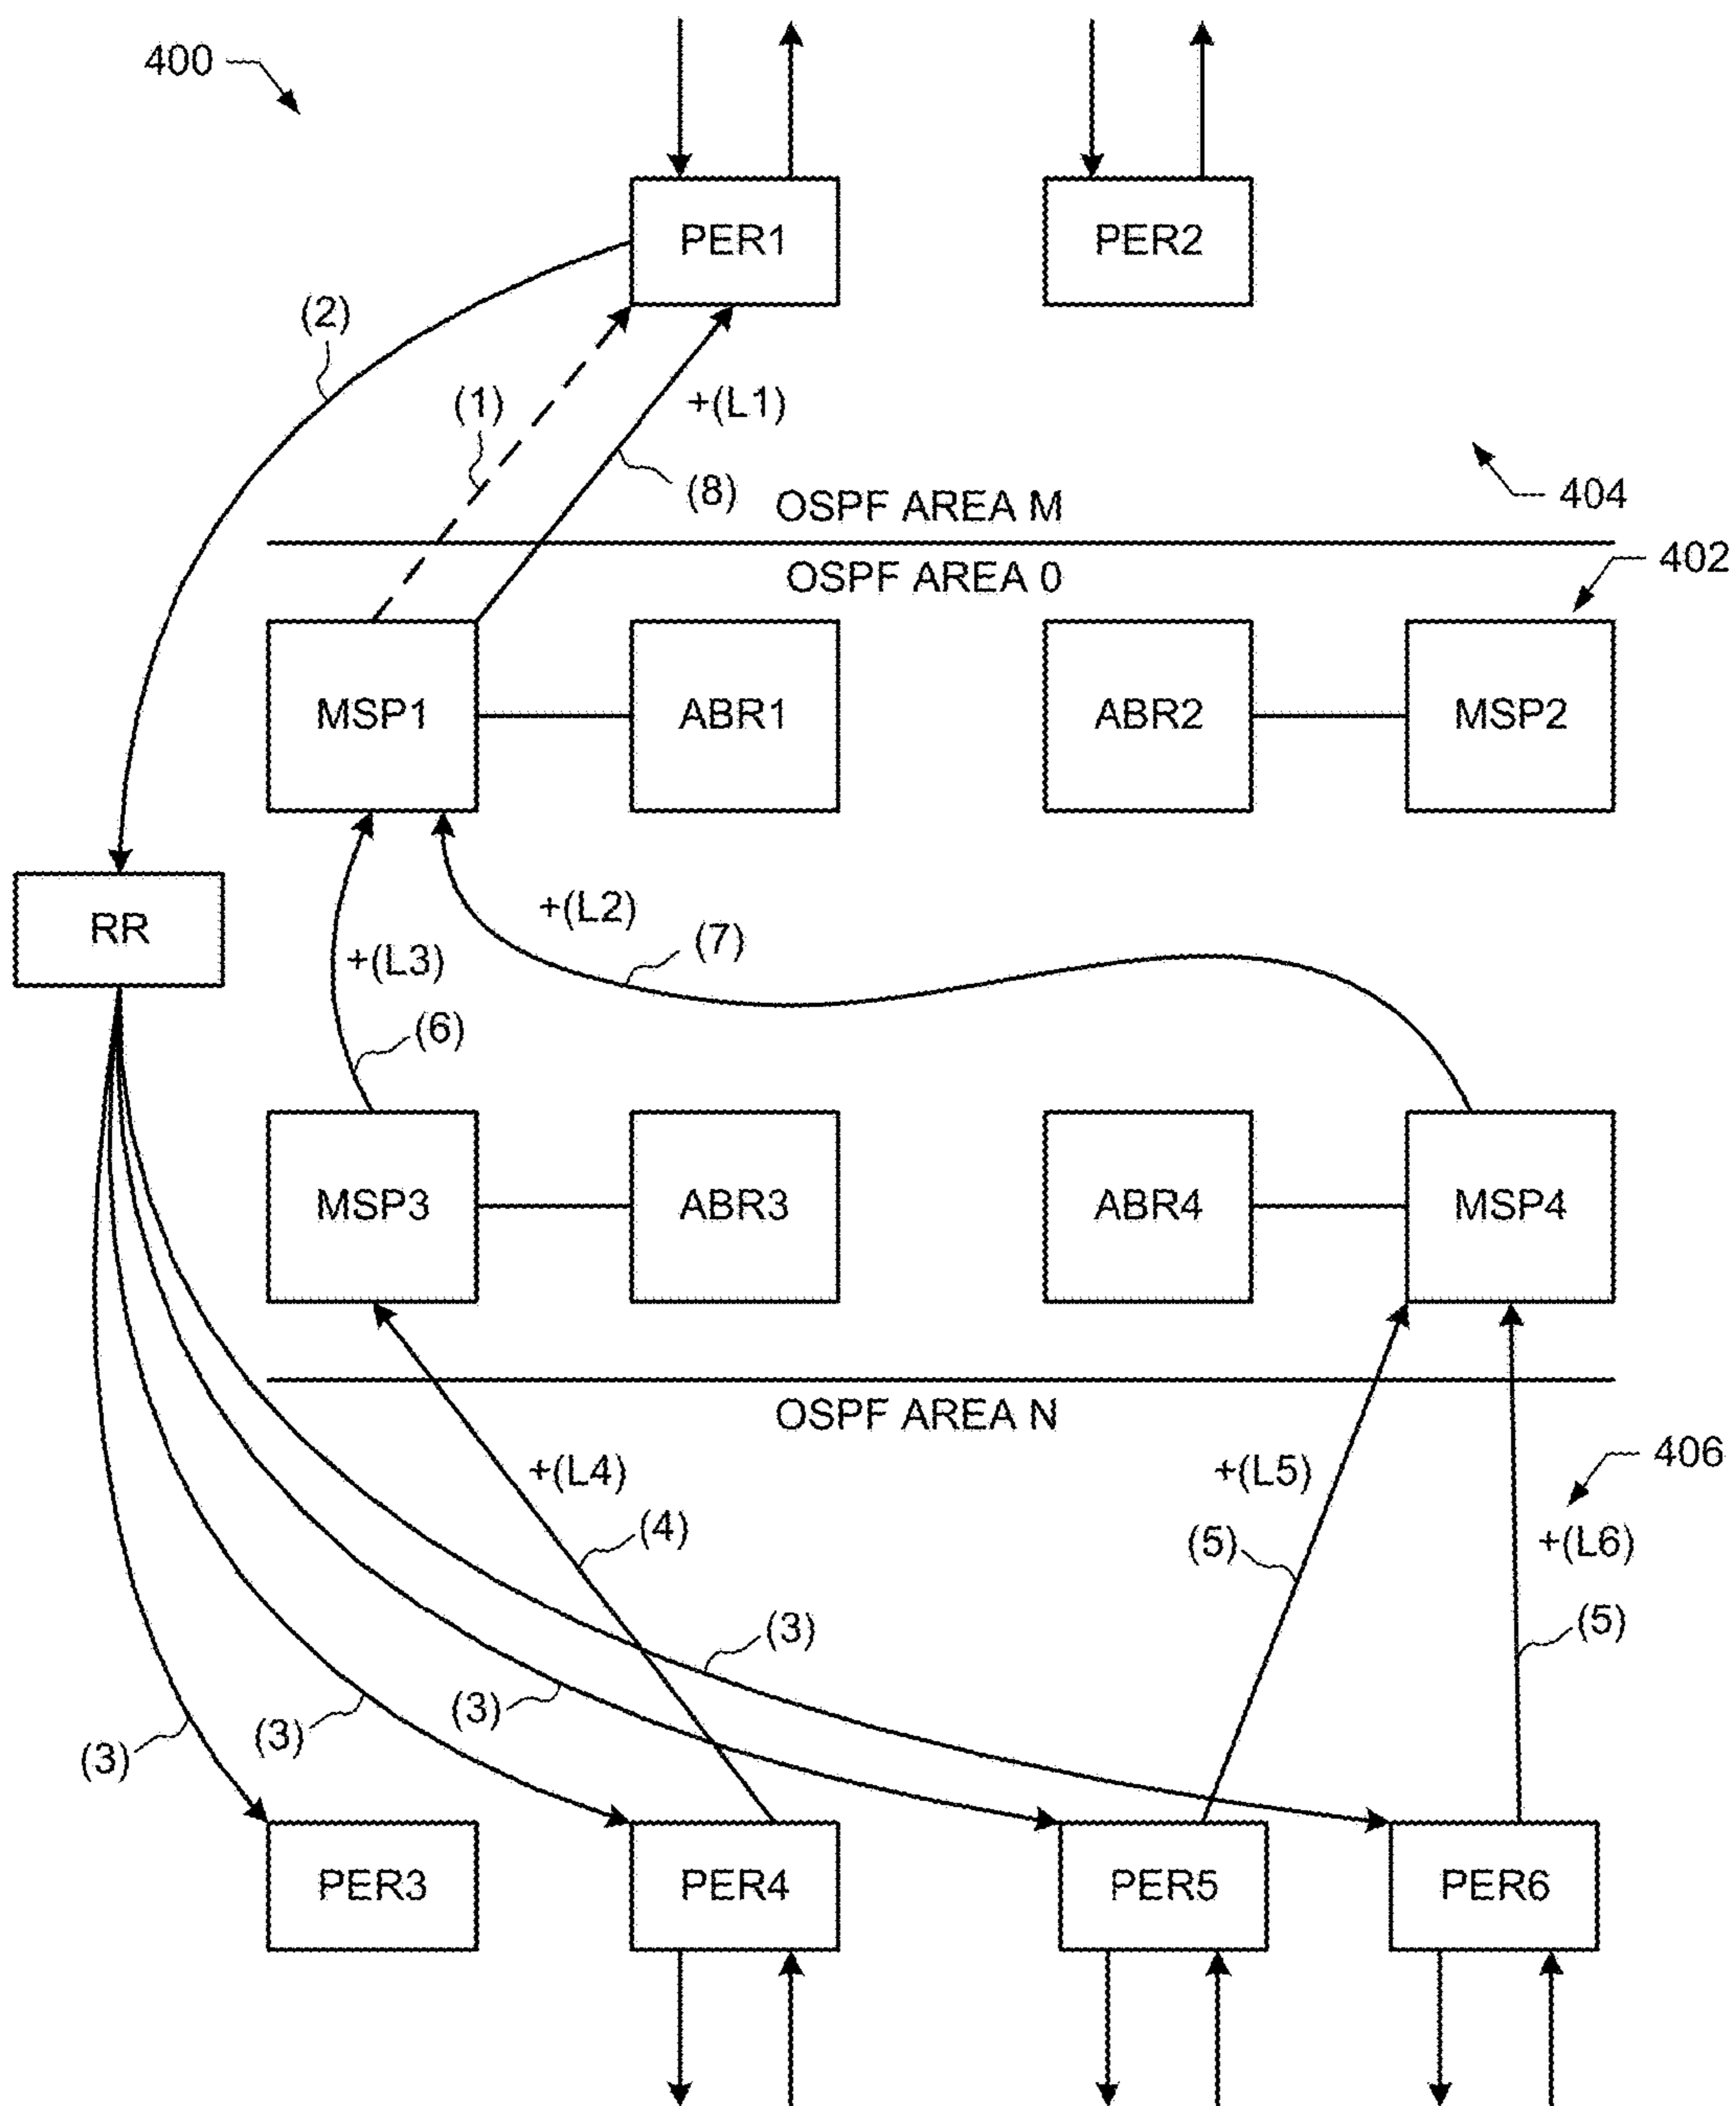 400
PER1
PER2
(2)
(1)
+(L1)
(8)
404
OSPF AREA M
OSPF AREA 0
402
MSP1
ABR1
ABR2
MSP2
RR
+(L2)
+(L3)
(7)
(6)
MSP3
ABR3
ABR4
MSP4
OSPF AREA N
406
+(L4)
+(L5)
(4)
(5)
+(L6)
(5)
(3)
(3)
(3)
(3)
PER3
PER4
PER5
PER6